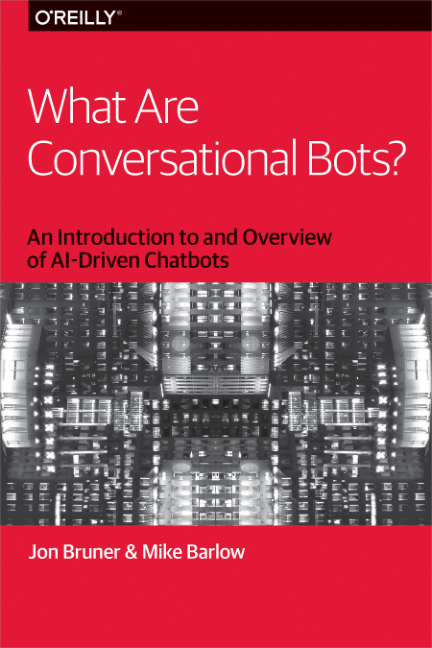 O'REILLY®
What Are
Conversational Bots?
An Introduction to and Overview
of AI-Driven Chatbots
Jon Bruner & Mike Barlow